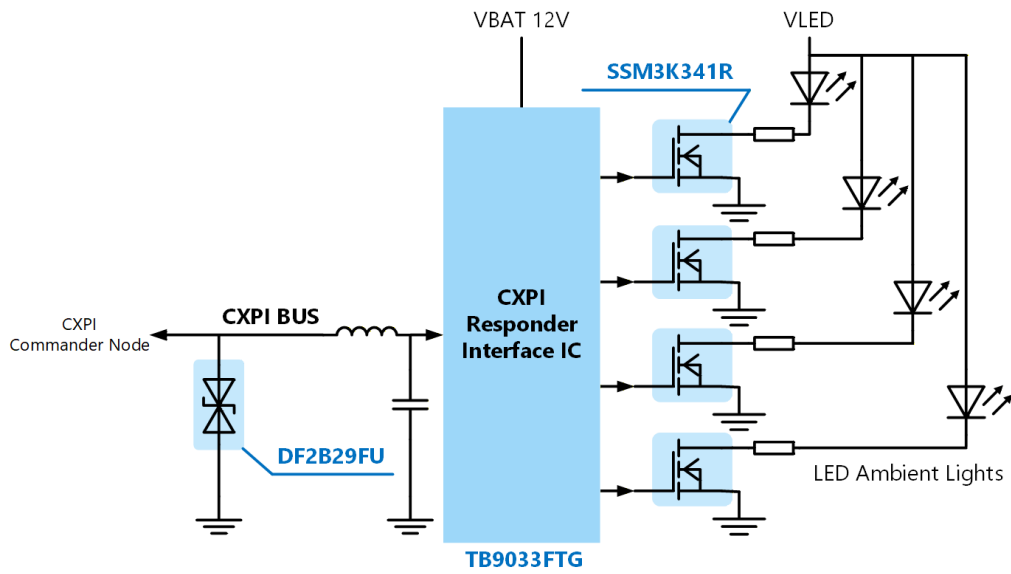 VBAT 12V
VLED
SSM3K341R
CXPI
Responder
Interface IC
CXPI BUS
CXPI
Commander Node
DF2B29FU
LED Ambient Lights
TB9033FTG